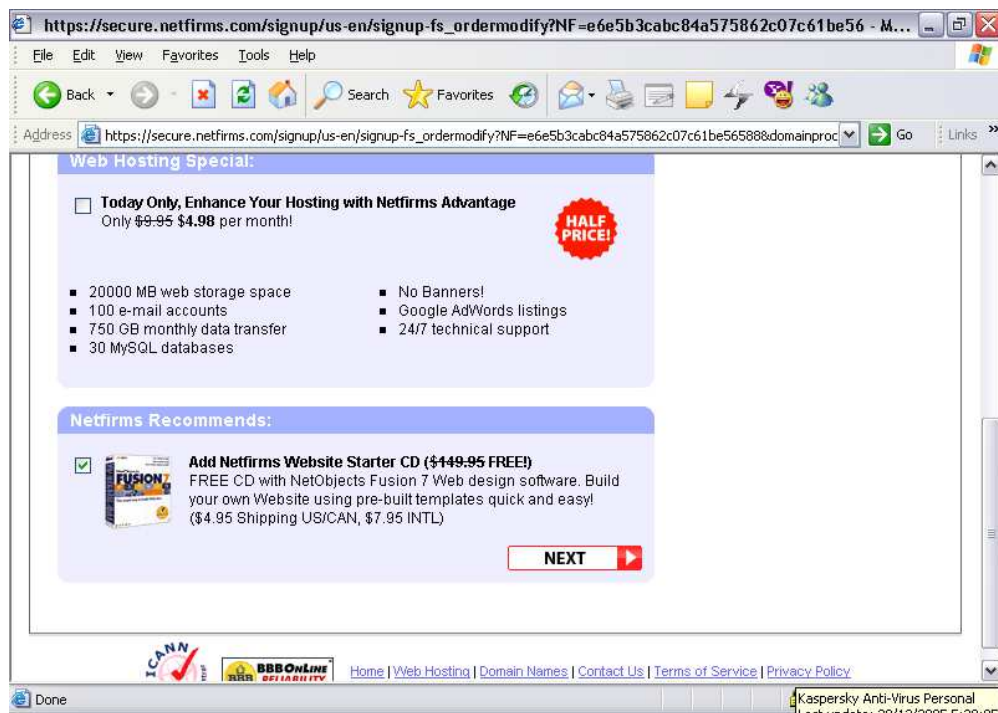 https://secure.netfirms.com/signup/us-en/signup-fs_ordermodify?NF=e6e5b3cabc84a575862c07c61be56 - M...
File Edit View Favorites Tools Help
Back Search Favorites
Address https://secure.netfirms.com/signup/us-en/signup-fs_ordermodify?NF=e6e5b3cabc84a575862c07c61be56588&domainproc Go Links »
Web Hosting Special:
Today Only, Enhance Your Hosting with Netfirms Advantage
Only $9.95 $4.98 per month!
HALF
PRICE!
20000 MB web storage space
100 e-mail accounts
750 GB monthly data transfer
30 MySQL databases
No Banners!
Google AdWords listings
24/7 technical support
Netfirms Recommends:
FUSION7
Add Netfirms Website Starter CD ($149.95 FREE!)
FREE CD with NetObjects Fusion 7 Web design software. Build
your own Website using pre-built templates quick and easy!
($4.95 Shipping US/CAN, $7.95 INTL)
NEXT
ICANN
BBB BBBONLINE
RELIABILITY
Home | Web Hosting | Domain Names | Contact Us | Terms of Service | Privacy Policy
Done
Kaspersky Anti-Virus Personal